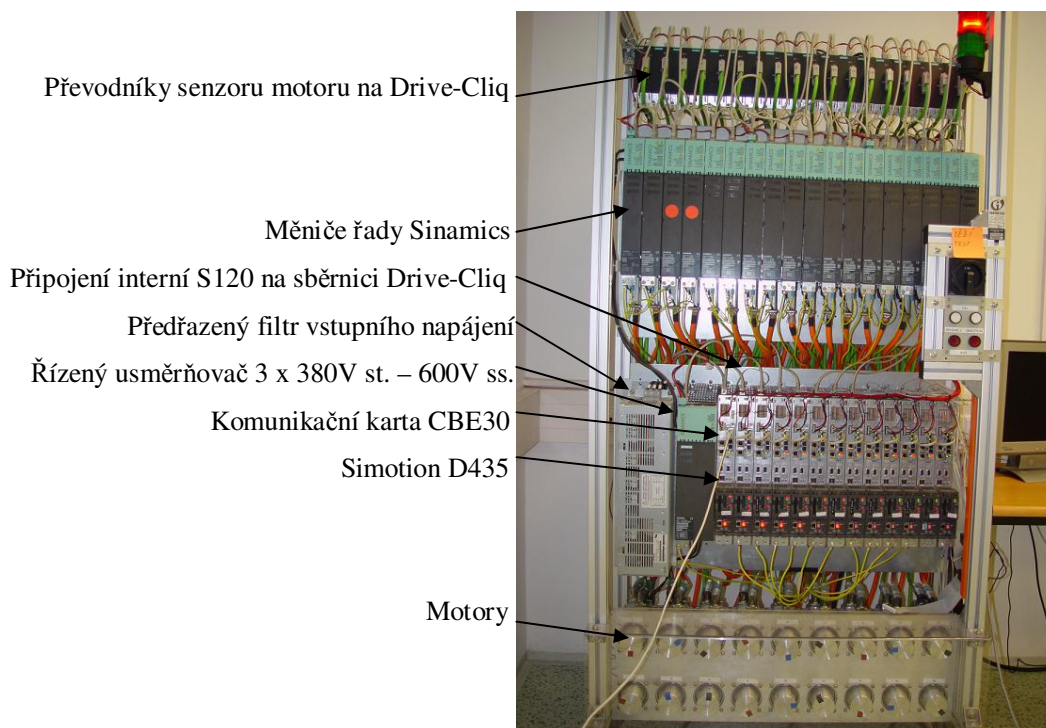 Převodníky senzoru motoru na Drive-Cliq
Měniče řady Sinamics
Připojení interní S120 na sběrnici Drive-Cliq
Předřazený filtr vstupního napájení
Řízený usměrňovač 3 x 380V st. – 600V ss.
Komunikační karta CBE30
Simotion D435
Motory